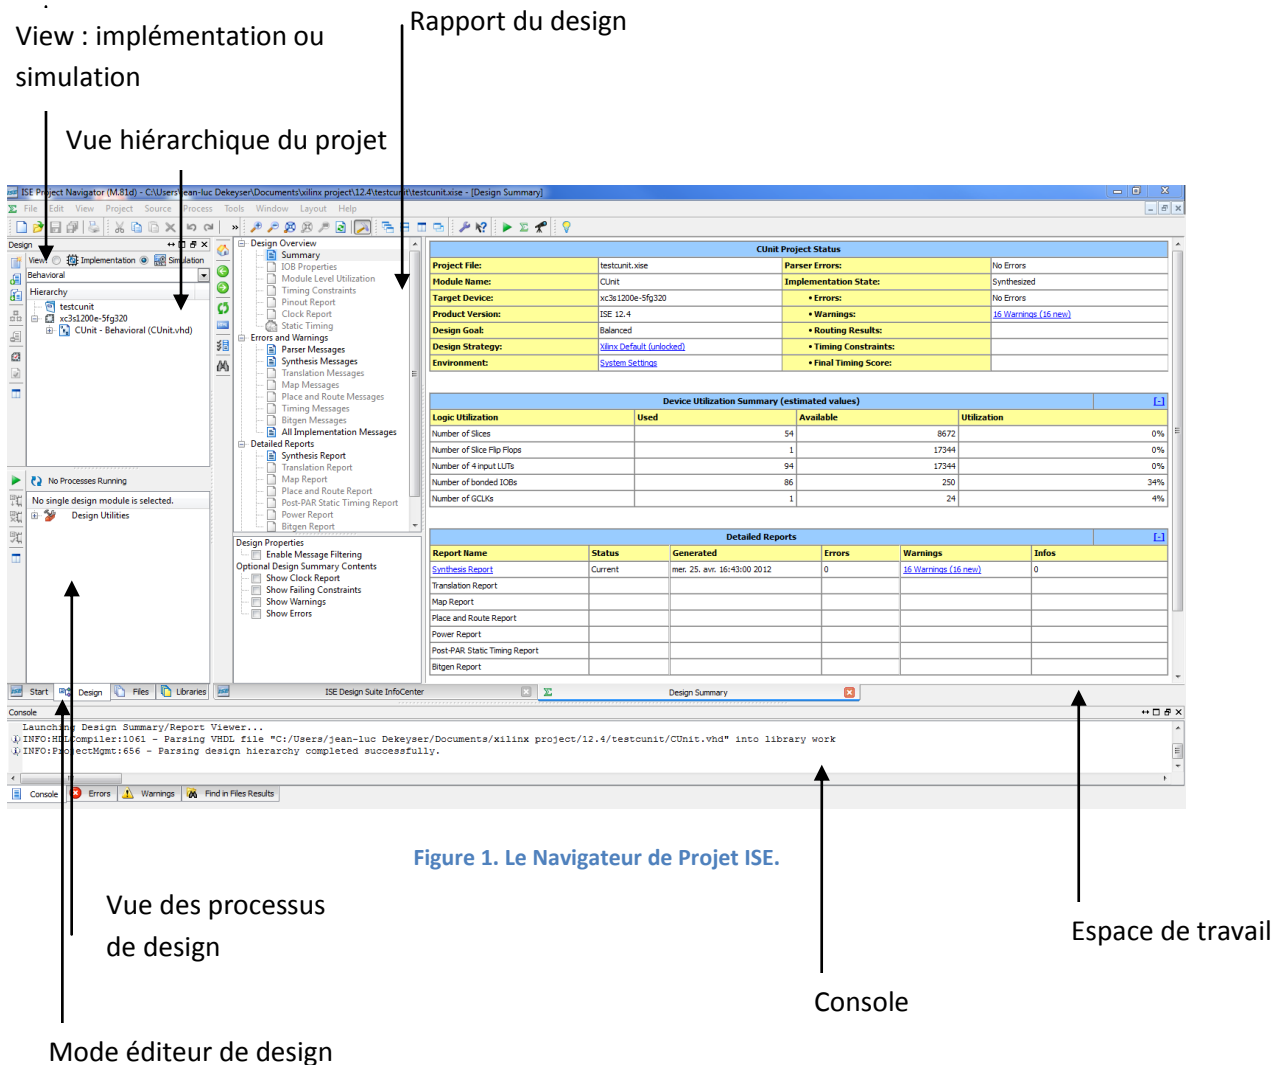 View : implémentation ou
simulation
Rapport du design
Vue hiérarchique du projet
ISE Project Navigator (M.81d) - C:\Users\jean-luc Dekeyser\Documents\xilinx project\12.4\testcunit\testcunit.xise - [Design Summary]
File Edit View Project Source Process Tools Window Layout Help
Design
View: Implementation Simulation
Behavioral
Hierarchy
testcunit
xc3s1200e-5fg320
CUnit - Behavioral (CUnit.vhd)
No Processes Running
No single design module is selected.
Design Utilities
Start Design Files Libraries
Design Overview
Summary
IOB Properties
Module Level Utilization
Timing Constraints
Pinout Report
Clock Report
Static Timing
Errors and Warnings
Parser Messages
Synthesis Messages
Translation Messages
Map Messages
Place and Route Messages
Timing Messages
Bitgen Messages
All Implementation Messages
Detailed Reports
Synthesis Report
Translation Report
Map Report
Place and Route Report
Post-PAR Static Timing Report
Power Report
Bitgen Report
Design Properties
Enable Message Filtering
Optional Design Summary Contents
Show Clock Report
Show Failing Constraints
Show Warnings
Show Errors
CUnit Project Status
Project File: testcunit.xise Parser Errors: No Errors
Module Name: CUnit Implementation State: Synthesized
Target Device: xc3s1200e-5fg320 • Errors: No Errors
Product Version: ISE 12.4 • Warnings: 16 Warnings (16 new)
Design Goal: Balanced • Routing Results:
Design Strategy: Xilinx Default (unlocked) • Timing Constraints:
Environment: System Settings • Final Timing Score:
Device Utilization Summary (estimated values) [-]
Logic Utilization Used Available Utilization
Number of Slices 54 8672 0%
Number of Slice Flip Flops 1 17344 0%
Number of 4 input LUTs 94 17344 0%
Number of bonded IOBs 86 250 34%
Number of GCLKs 1 24 4%
Detailed Reports [-]
Report Name Status Generated Errors Warnings Infos
Synthesis Report Current mer. 25. avr. 16:43:00 2012 0 16 Warnings (16 new) 0
Translation Report
Map Report
Place and Route Report
Power Report
Post-PAR Static Timing Report
Bitgen Report
ISE Design Suite InfoCenter Design Summary
Console
Launching Design Summary/Report Viewer...
INFO:HDLCompiler:1061 - Parsing VHDL file "C:/Users/jean-luc Dekeyser/Documents/xilinx project/12.4/testcunit/CUnit.vhd" into library work
INFO:ProjectMgmt:656 - Parsing design hierarchy completed successfully.
Console Errors Warnings Find in Files Results
Figure 1. Le Navigateur de Projet ISE.
Vue des processus
de design
Espace de travail
Console
Mode éditeur de design